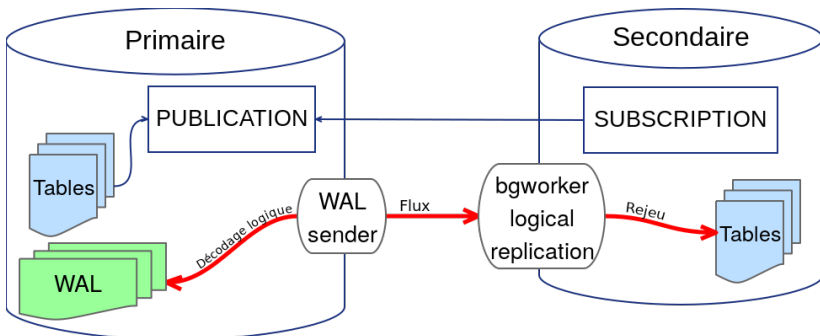 Primaire
Secondaire
PUBLICATION
SUBSCRIPTION
Tables
WAL
sender
Flux
bgworker
logical
replication
Rejeu
Tables
Décodage logique
WAL